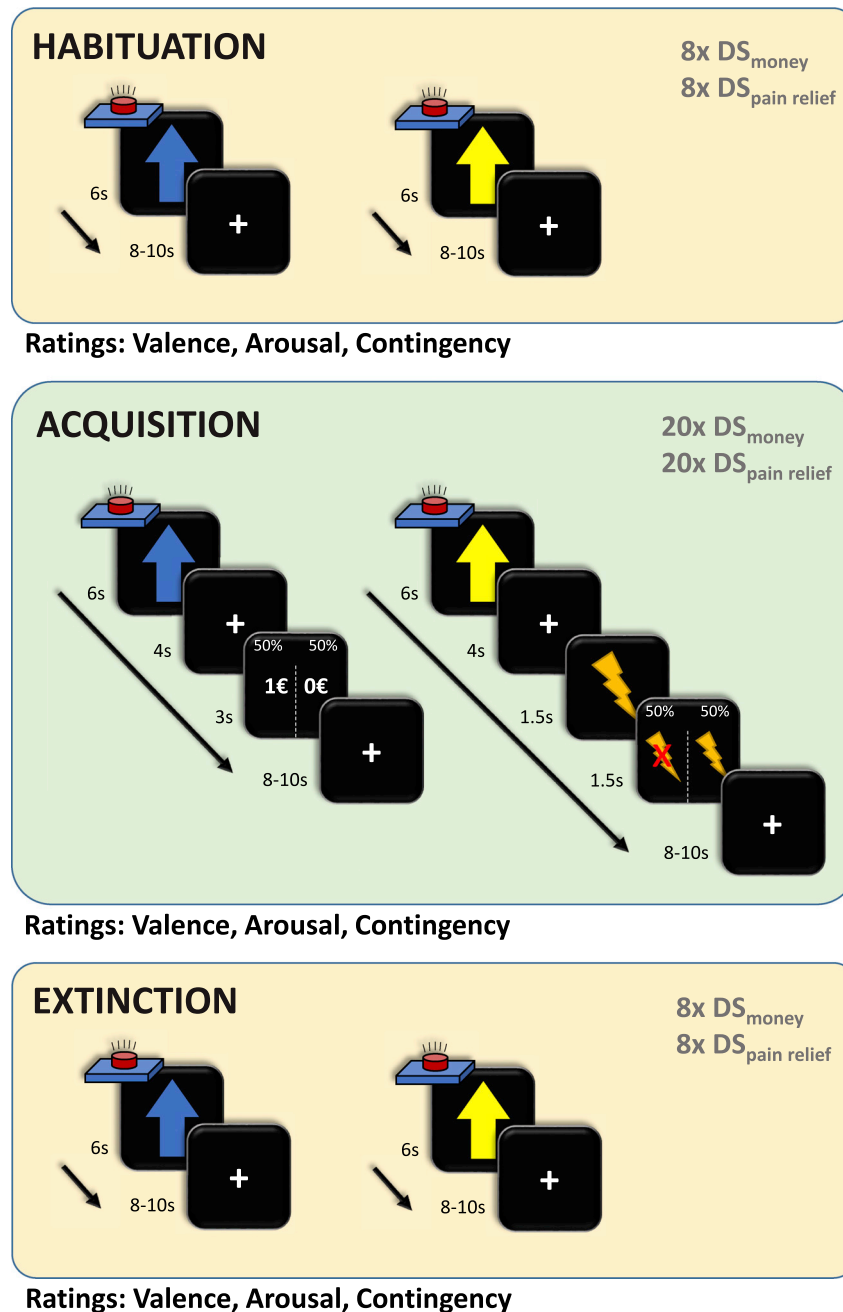 HABITUATION
8x DSmoney
8x DSpain relief
6s
8-10s
+
6s
8-10s
+
Ratings: Valence, Arousal, Contingency
ACQUISITION
20x DSmoney
20x DSpain relief
6s
4s
+
50% 50%
1€ 0€
3s
8-10s
+
6s
4s
+
1.5s
50% 50%
X
1.5s
8-10s
+
Ratings: Valence, Arousal, Contingency
EXTINCTION
8x DSmoney
8x DSpain relief
6s
8-10s
+
6s
8-10s
+
Ratings: Valence, Arousal, Contingency